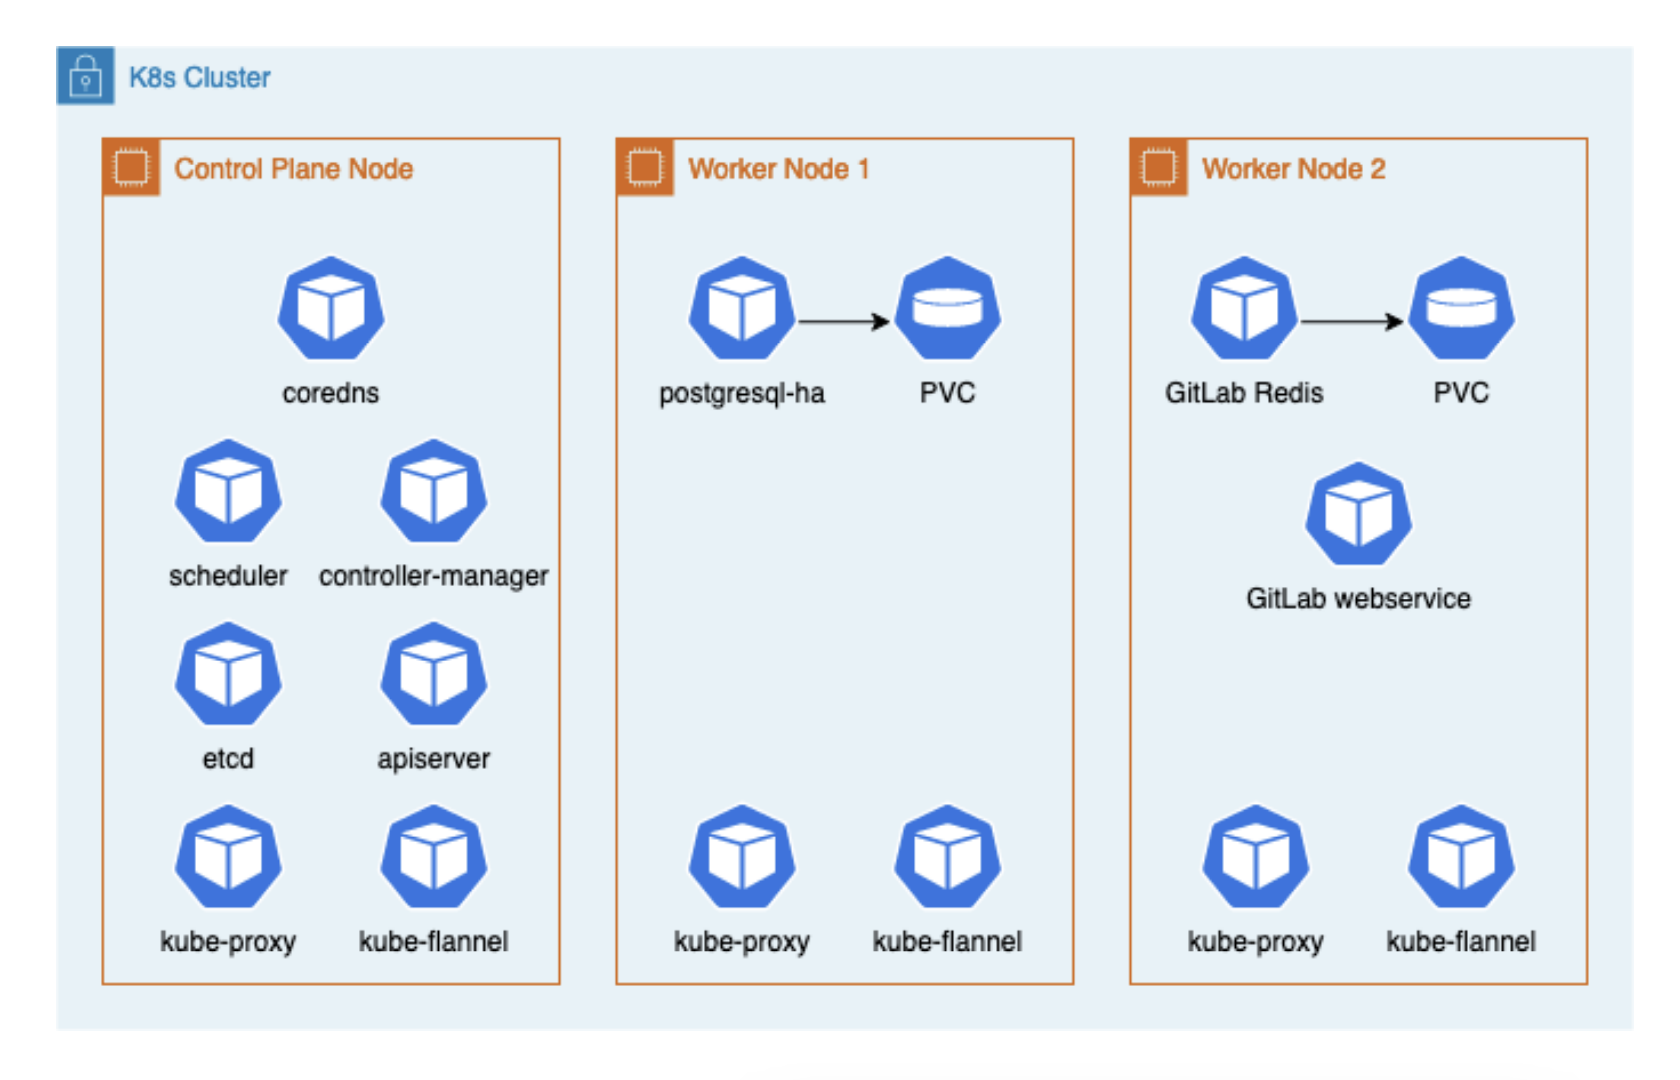 K8s Cluster
Control Plane Node
coredns
scheduler
controller-manager
etcd
apiserver
kube-proxy
kube-flannel
Worker Node 1
postgresql-ha
PVC
kube-proxy
kube-flannel
Worker Node 2
GitLab Redis
PVC
GitLab webservice
kube-proxy
kube-flannel